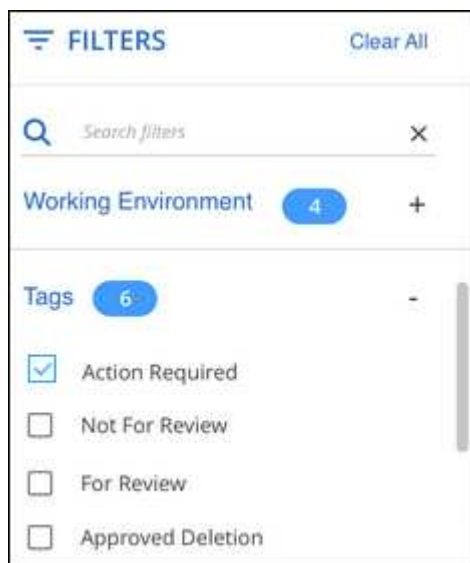 FILTERS Clear All
Search filters
Working Environment 4 +
Tags 6 -
Action Required
Not For Review
For Review
Approved Deletion